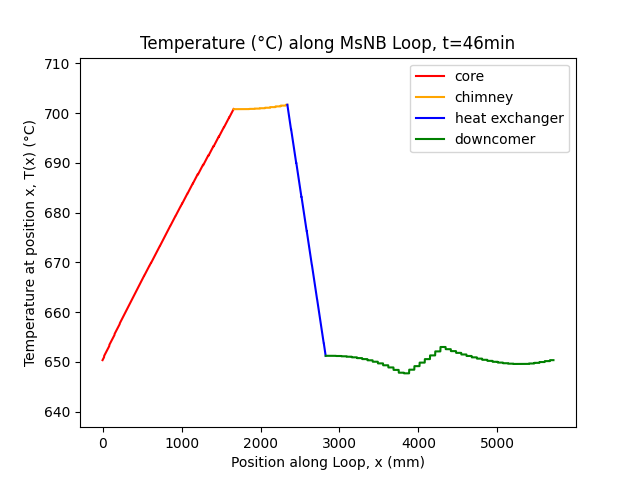 Temperature (°C) along MsNB Loop, t=46min
Temperature at position x, T(x) (°C)
710
700
690
680
670
660
650
640
core
chimney
heat exchanger
downcomer
0 1000 2000 3000 4000 5000
Position along Loop, x (mm)